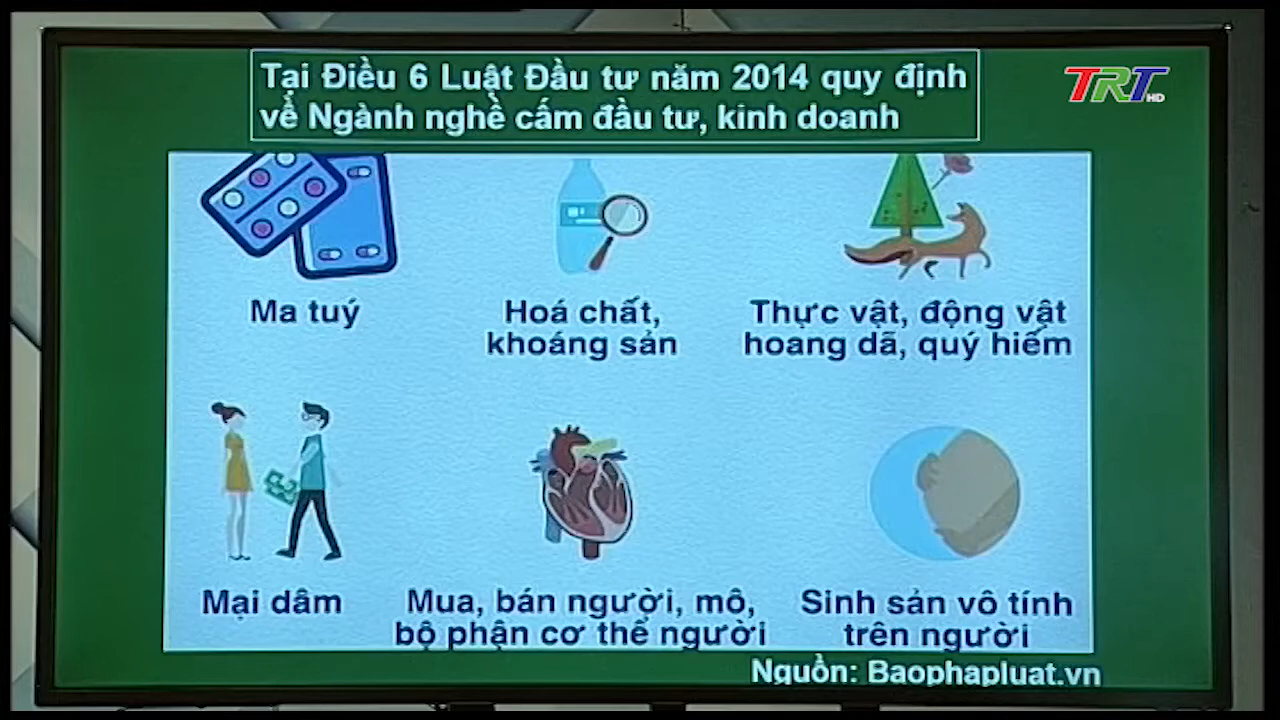 Tại Điều 6 Luật Đầu tư năm 2014 quy định
về Ngành nghề cấm đầu tư, kinh doanh
TRT HD
Ma tuý
Hoá chất,
khoáng sản
Thực vật, động vật
hoang dã, quý hiếm
Mại dâm
Mua, bán người, mô,
bộ phận cơ thể người
Sinh sản vô tính
trên người
Nguồn: Baophapluat.vn